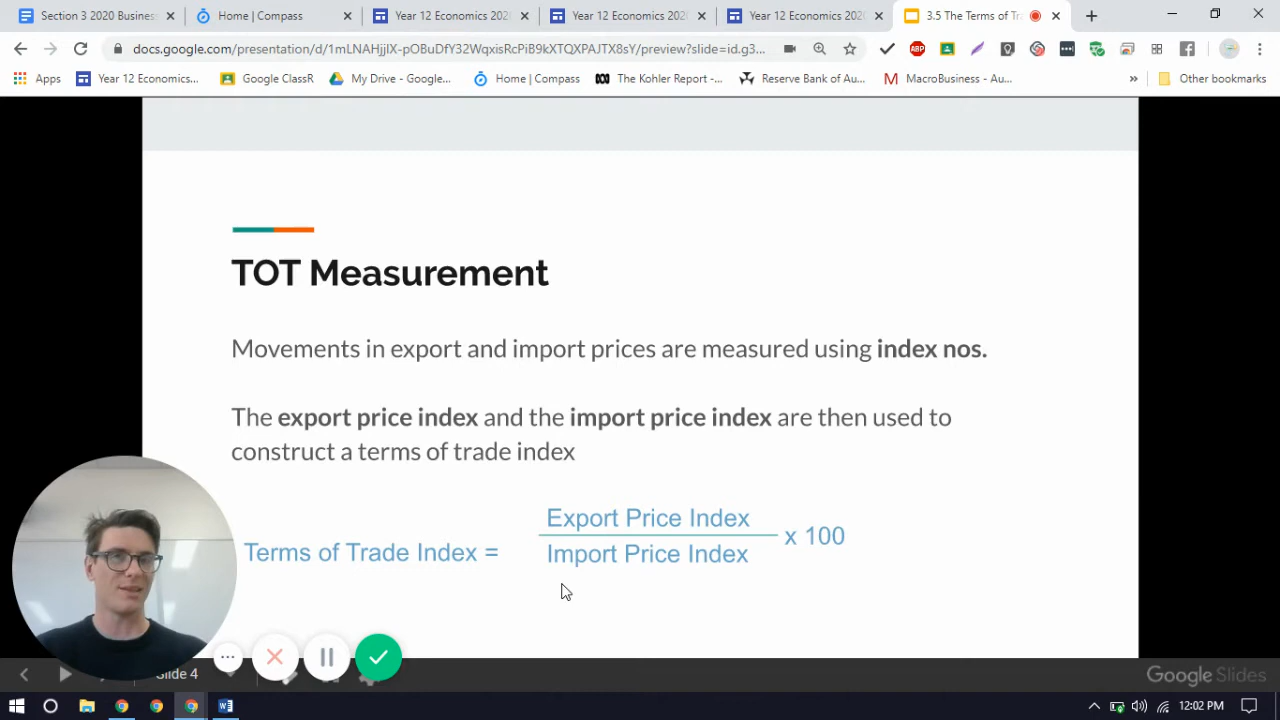 Section 3 2020 Busines
Home | Compass
Year 12 Economics 2020
Year 12 Economics 202
Year 12 Economics 202
3.5 The Terms of Tr
docs.google.com/presentation/d/1mLNAHjjIX-pOBuDfY32WqxisRcPiB9kXTQXPAJTX8sY/preview?slide=id.g3...
ABP
Apps
Year 12 Economics...
Google ClassR
My Drive - Google...
Home | Compass
The Kohler Report -...
Reserve Bank of Au...
MacroBusiness - Au...
»
Other bookmarks
TOT Measurement
Movements in export and import prices are measured using index nos.
The export price index and the import price index are then used to
construct a terms of trade index
Export Price Index
Terms of Trade Index = x 100
Import Price Index
Slide 4
Google Slides
12:02 PM